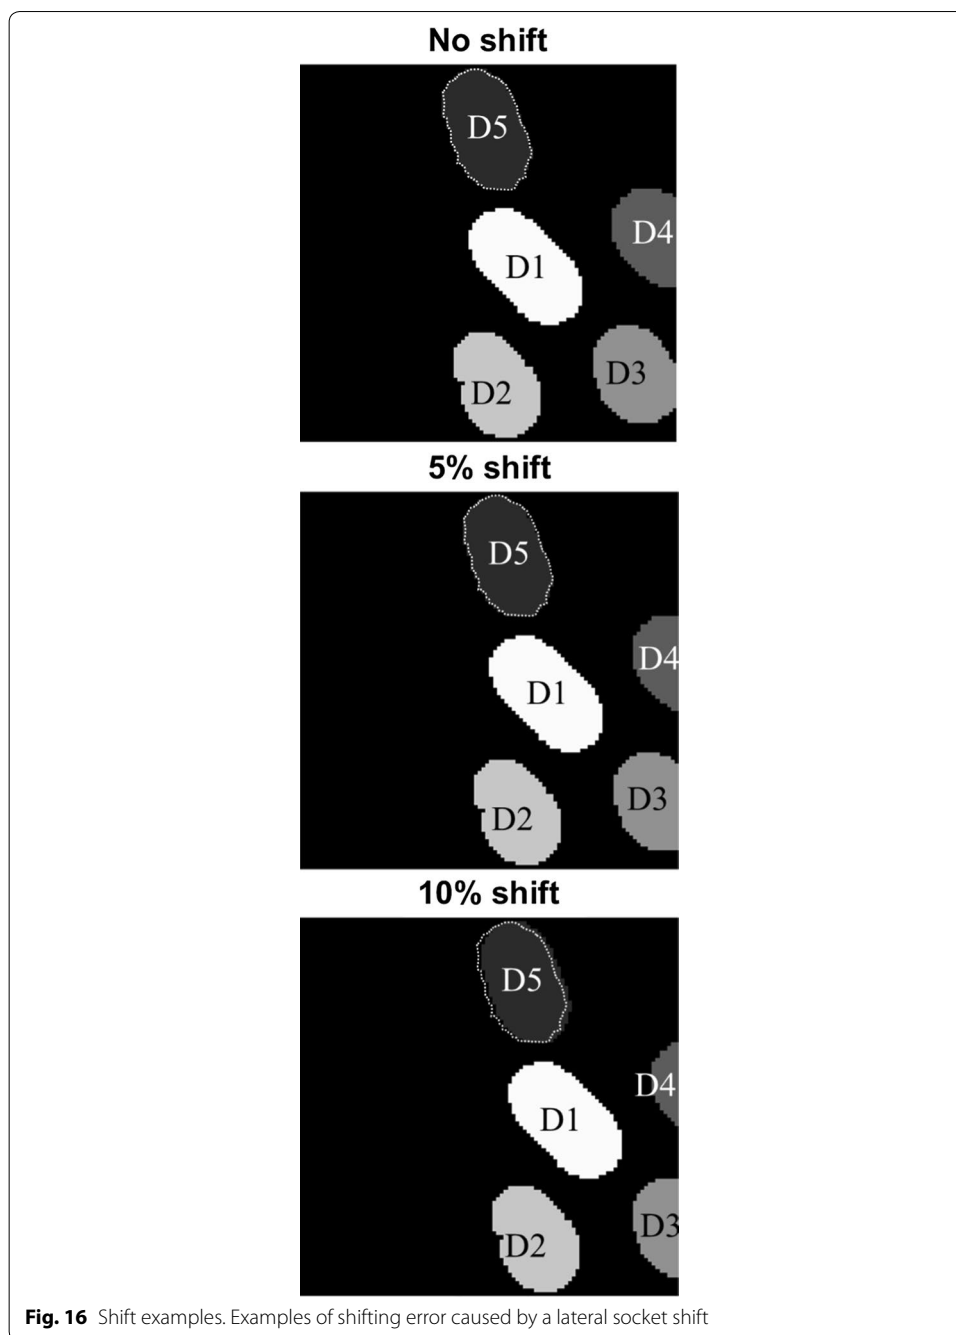 No shift
D5
D4
D1
D3
D2
5% shift
D5
D4
D1
D3
D2
10% shift
D5
D4
D1
D3
D2
Fig. 16 Shift examples. Examples of shifting error caused by a lateral socket shift